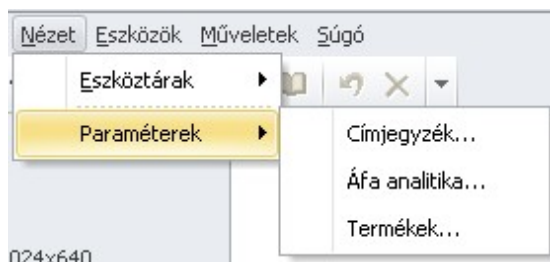 Nézet Eszközök Műveletek Súgó
Eszköztárak
Paraméterek
Címjegyzék...
Áfa analitika...
Termékek...
024x640